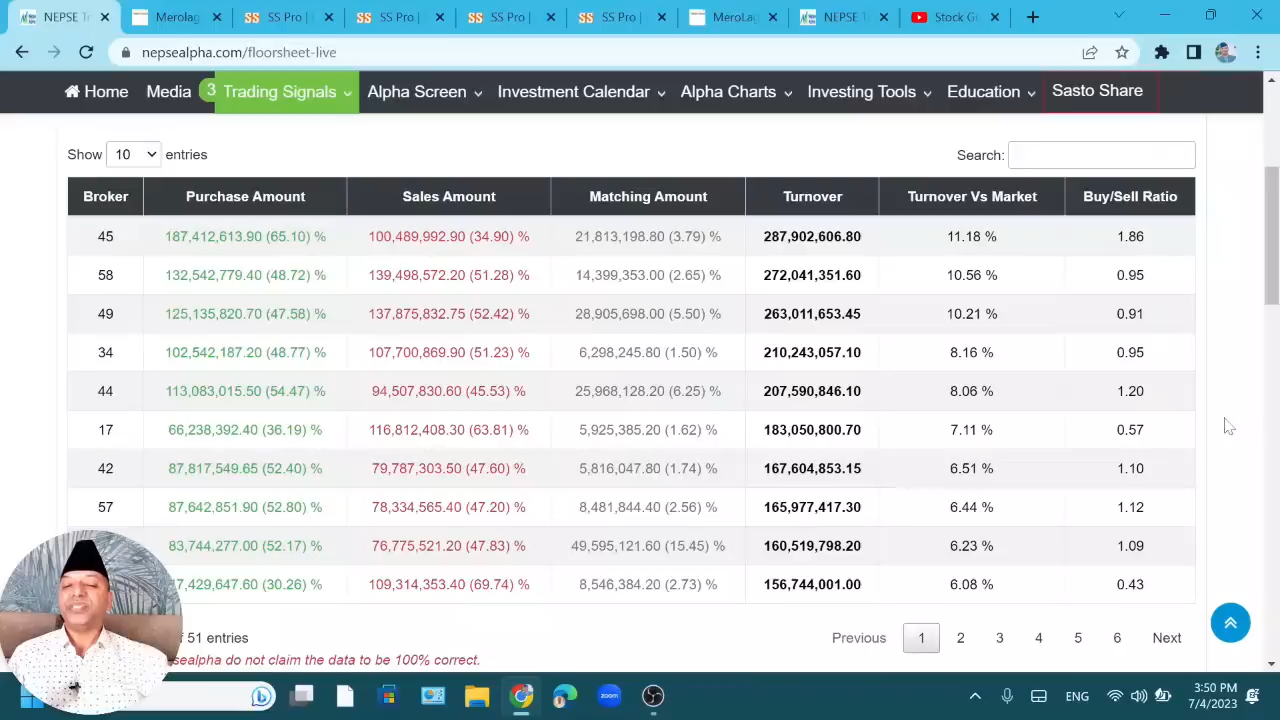 NEPSE T
Merolag
SS Pro |
SS Pro |
SS Pro |
SS Pro |
MeroLag
NEPSE T
Stock G
nepsealpha.com/floorsheet-live
Home Media 3 Trading Signals Alpha Screen Investment Calendar Alpha Charts Investing Tools Education Sasto Share
Show 10 entries Search:
Broker Purchase Amount Sales Amount Matching Amount Turnover Turnover Vs Market Buy/Sell Ratio
45 187,412,613.90 (65.10) % 100,489,992.90 (34.90) % 21,813,198.80 (3.79) % 287,902,606.80 11.18 % 1.86
58 132,542,779.40 (48.72) % 139,498,572.20 (51.28) % 14,399,353.00 (2.65) % 272,041,351.60 10.56 % 0.95
49 125,135,820.70 (47.58) % 137,875,832.75 (52.42) % 28,905,698.00 (5.50) % 263,011,653.45 10.21 % 0.91
34 102,542,187.20 (48.77) % 107,700,869.90 (51.23) % 6,298,245.80 (1.50) % 210,243,057.10 8.16 % 0.95
44 113,083,015.50 (54.47) % 94,507,830.60 (45.53) % 25,968,128.20 (6.25) % 207,590,846.10 8.06 % 1.20
17 66,238,392.40 (36.19) % 116,812,408.30 (63.81) % 5,925,385.20 (1.62) % 183,050,800.70 7.11 % 0.57
42 87,817,549.65 (52.40) % 79,787,303.50 (47.60) % 5,816,047.80 (1.74) % 167,604,853.15 6.51 % 1.10
57 87,642,851.90 (52.80) % 78,334,565.40 (47.20) % 8,481,844.40 (2.56) % 165,977,417.30 6.44 % 1.12
83,744,277.00 (52.17) % 76,775,521.20 (47.83) % 49,595,121.60 (15.45) % 160,519,798.20 6.23 % 1.09
7,429,647.60 (30.26) % 109,314,353.40 (69.74) % 8,546,384.20 (2.73) % 156,744,001.00 6.08 % 0.43
51 entries Previous 1 2 3 4 5 6 Next
sealpha do not claim the data to be 100% correct.
zoom
ENG
3:50 PM
7/4/2023